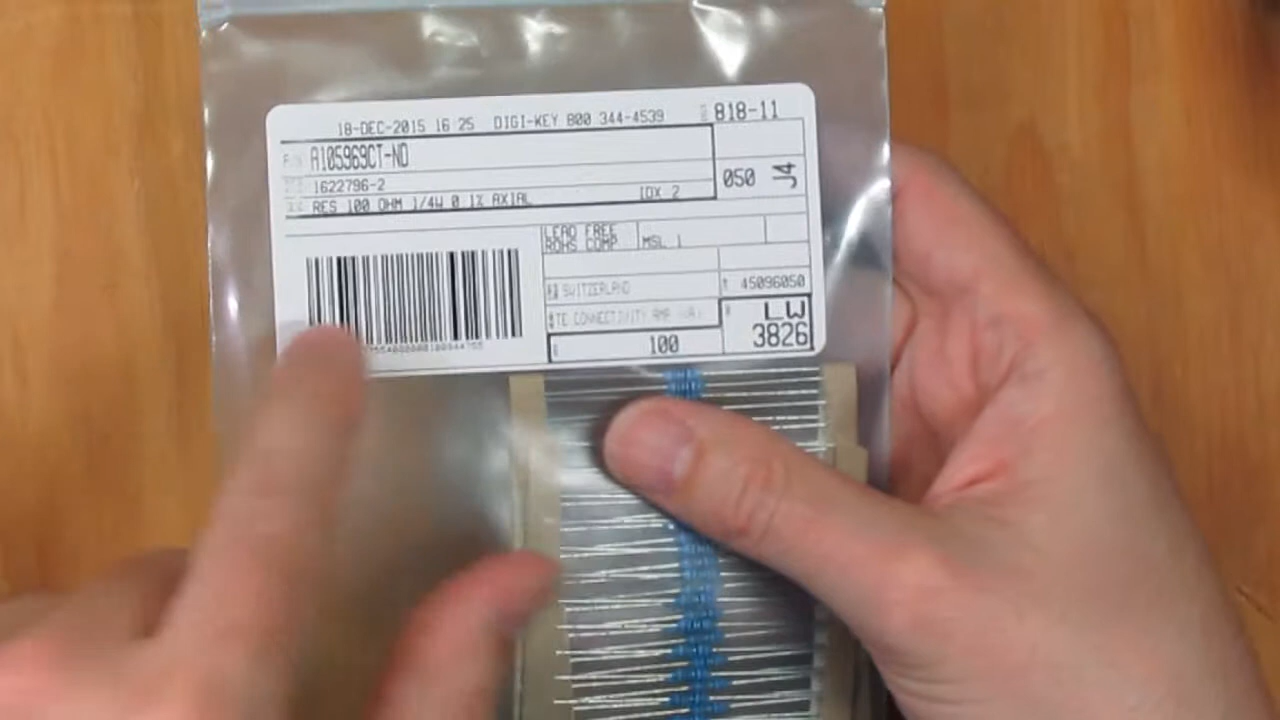 18-DEC-2015 16 25 DIGI-KEY 800 344-4539 818-11
A105969CT-ND
1622796-2
050 J4
RES 100 OHM 1/4W 0 1% AXIAL IDX 2
LEAD FREE
ROHS COMP MSL 1
SWITZERLAND 45096050
TE CONNECTIVITY AMP
LW
3826
100